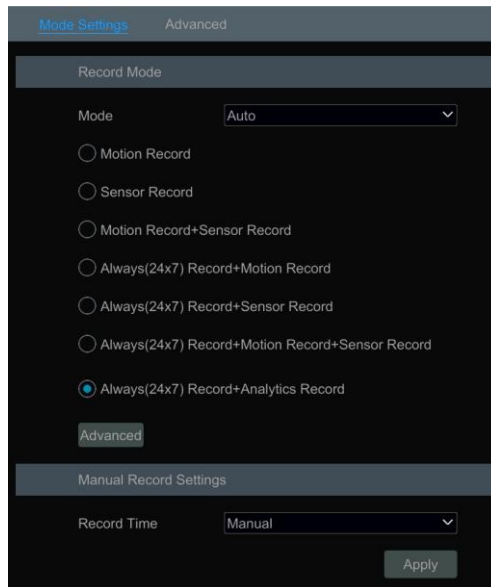 Mode Settings Advanced
Record Mode
Mode Auto
Motion Record
Sensor Record
Motion Record+Sensor Record
Always(24x7) Record+Motion Record
Always(24x7) Record+Sensor Record
Always(24x7) Record+Motion Record+Sensor Record
Always(24x7) Record+Analytics Record
Advanced
Manual Record Settings
Record Time Manual
Apply